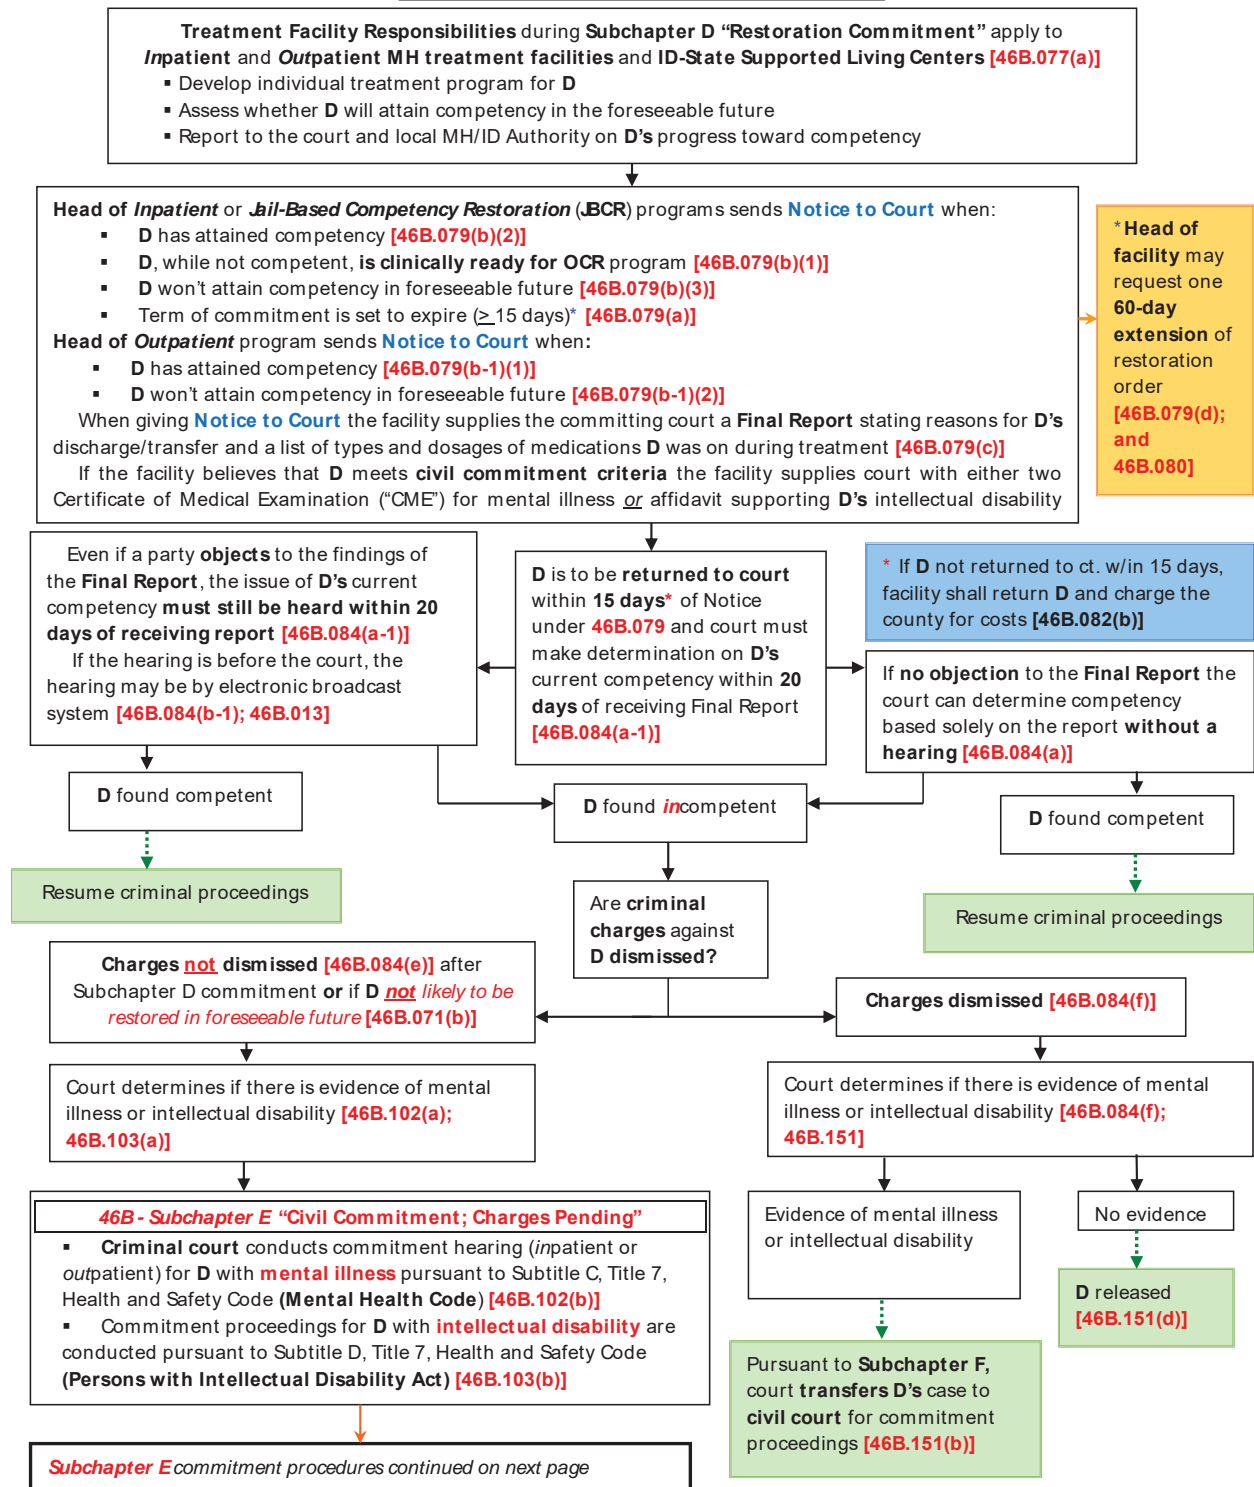 Treatment Facility Responsibilities during Subchapter D “Restoration Commitment” apply to
Inpatient and Outpatient MH treatment facilities and ID-State Supported Living Centers [46B.077(a)]
▪ Develop individual treatment program for D
▪ Assess whether D will attain competency in the foreseeable future
▪ Report to the court and local MH/ID Authority on D’s progress toward competency
Head of Inpatient or Jail-Based Competency Restoration (JBCR) programs sends Notice to Court when:
▪ D has attained competency [46B.079(b)(2)]
▪ D, while not competent, is clinically ready for OCR program [46B.079(b)(1)]
▪ D won’t attain competency in foreseeable future [46B.079(b)(3)]
▪ Term of commitment is set to expire (> 15 days)* [46B.079(a)]
Head of Outpatient program sends Notice to Court when:
▪ D has attained competency [46B.079(b-1)(1)]
▪ D won’t attain competency in foreseeable future [46B.079(b-1)(2)]
When giving Notice to Court the facility supplies the committing court a Final Report stating reasons for D’s
discharge/transfer and a list of types and dosages of medications D was on during treatment [46B.079(c)]
If the facility believes that D meets civil commitment criteria the facility supplies court with either two
Certificate of Medical Examination (“CME”) for mental illness or affidavit supporting D’s intellectual disability
* Head of
facility may
request one
60-day
extension of
restoration
order
[46B.079(d);
and
46B.080]
Even if a party objects to the findings of
the Final Report, the issue of D’s current
competency must still be heard within 20
days of receiving report [46B.084(a-1)]
If the hearing is before the court, the
hearing may be by electronic broadcast
system [46B.084(b-1); 46B.013]
D is to be returned to court
within 15 days* of Notice
under 46B.079 and court must
make determination on D’s
current competency within 20
days of receiving Final Report
[46B.084(a-1)]
* If D not returned to ct. w/in 15 days,
facility shall return D and charge the
county for costs [46B.082(b)]
If no objection to the Final Report the
court can determine competency
based solely on the report without a
hearing [46B.084(a)]
D found competent
D found incompetent
D found competent
Resume criminal proceedings
Resume criminal proceedings
Are criminal
charges against
D dismissed?
Charges not dismissed [46B.084(e)] after
Subchapter D commitment or if D not likely to be
restored in foreseeable future [46B.071(b)]
Charges dismissed [46B.084(f)]
Court determines if there is evidence of mental
illness or intellectual disability [46B.102(a);
46B.103(a)]
Court determines if there is evidence of mental
illness or intellectual disability [46B.084(f);
46B.151]
46B - Subchapter E “Civil Commitment; Charges Pending”
▪ Criminal court conducts commitment hearing (inpatient or
outpatient) for D with mental illness pursuant to Subtitle C, Title 7,
Health and Safety Code (Mental Health Code) [46B.102(b)]
▪ Commitment proceedings for D with intellectual disability are
conducted pursuant to Subtitle D, Title 7, Health and Safety Code
(Persons with Intellectual Disability Act) [46B.103(b)]
Evidence of mental illness
or intellectual disability
No evidence
D released
[46B.151(d)]
Pursuant to Subchapter F,
court transfers D’s case to
civil court for commitment
proceedings [46B.151(b)]
Subchapter E commitment procedures continued on next page